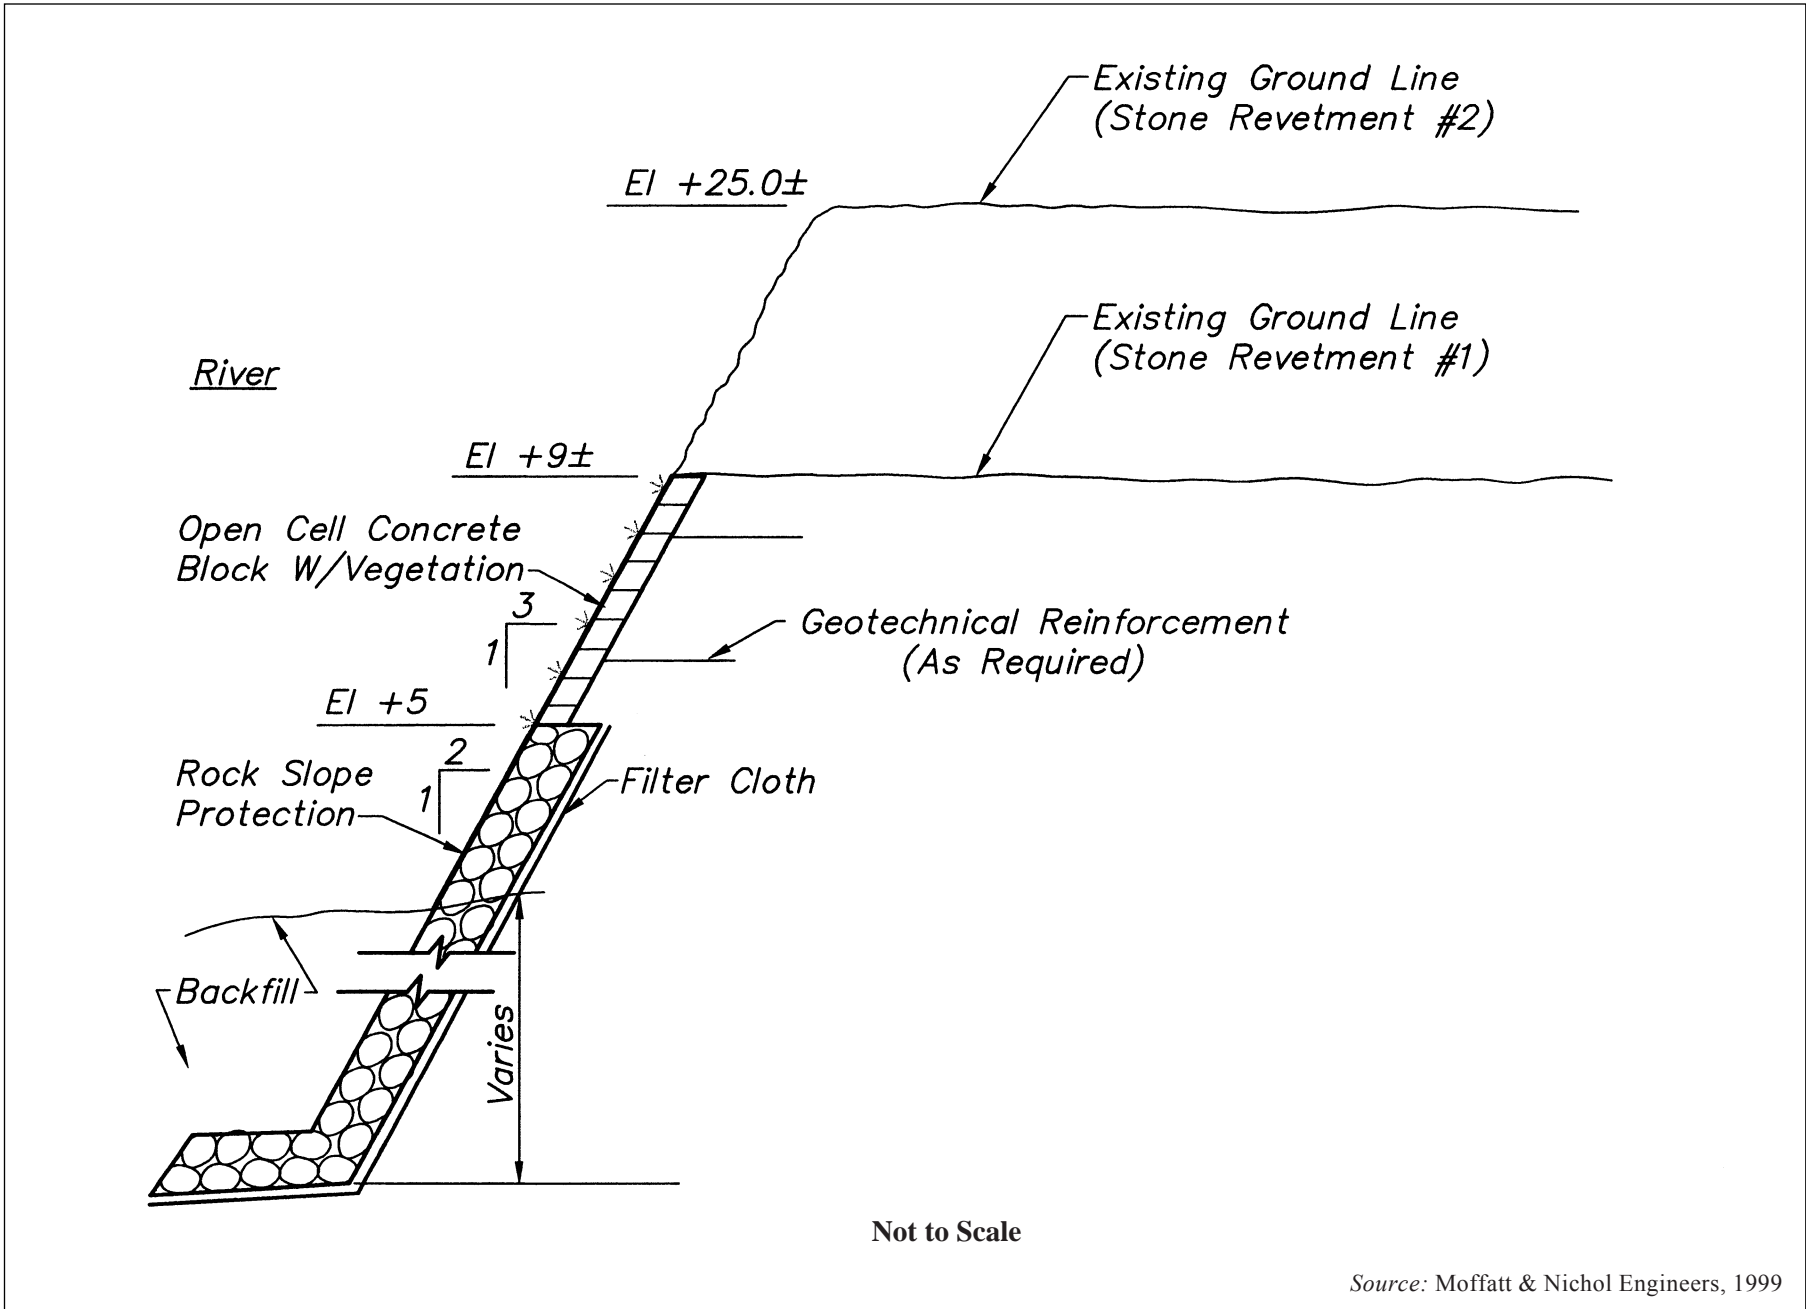 Existing Ground Line
(Stone Revetment #2)
El +25.0±
Existing Ground Line
(Stone Revetment #1)
River
El +9±
Open Cell Concrete
Block W/Vegetation
3
1
Geotechnical Reinforcement
(As Required)
El +5
2
1
Rock Slope
Protection
Filter Cloth
Backfill
Varies
Not to Scale
Source: Moffatt & Nichol Engineers, 1999